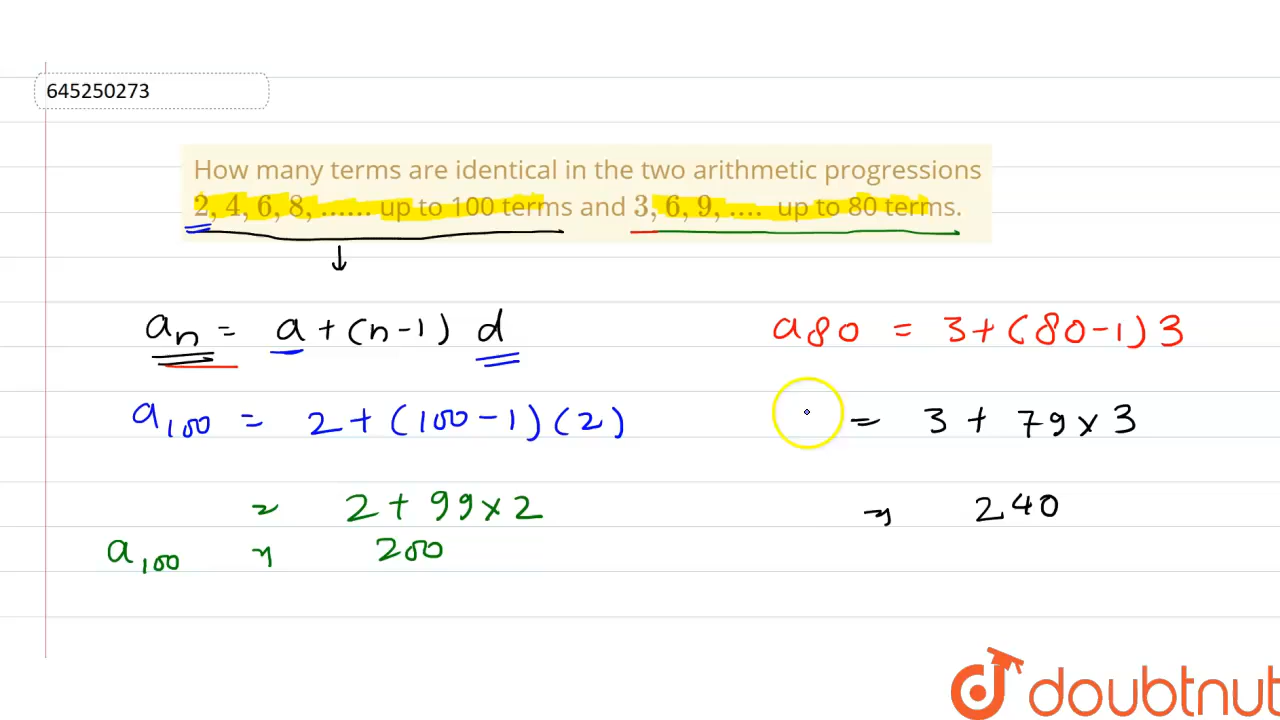 645250273
How many terms are identical in the two arithmetic progressions
2, 4, 6, 8, ...... up to 100 terms and 3, 6, 9, .... up to 80 terms.
an = a + (n-1) d
a100 = 2 + (100-1)(2)
= 2 + 99 x 2
a100 = 200
a80 = 3 + (80-1) 3
= 3 + 79 x 3
= 240
doubtnut